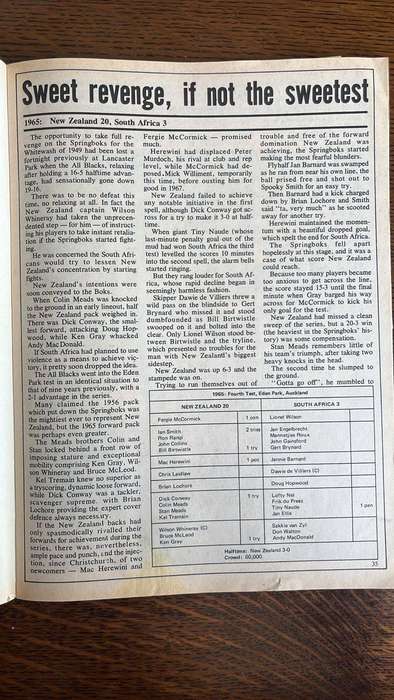 Sweet revenge, if not the sweetest
1965: New Zealand 20, South Africa 3
The opportunity to take full re-
venge on the Springboks for the
Whitewash of 1949 had been lost a
fortnight previously at Lancaster
Park when the All Blacks, relaxing
after holding a 16-5 halftime advan-
tage, had sensationally gone down
19-16.
There was to be no defeat this
time, no relaxing at all. In fact the
New Zealand captain Wilson
Whineray had taken the unprece-
dented step — for him — of instruct-
ing his players to take instant retalia-
tion if the Springboks started fight-
ing.
He was concerned the South Afri-
cans would try to lessen New
Zealand's concentration by starting
fights.
New Zealand's intentions were
soon conveyed to the Boks.
When Colin Meads was knocked
to the ground in an early lineout, half
the New Zealand pack weighed in.
There was Dick Conway, the smal-
lest forward, attacking Doug Hop-
wood, while Ken Gray whacked
Andy MacDonald.
If South Africa had planned to use
violence as a means to achieve vic-
tory, it pretty soon dropped the idea.
The All Blacks went into the Eden
Park test in an identical situation to
that of nine years previously, with a
2-1 advantage in the series.
Many claimed the 1956 pack
which put down the Springboks was
the mightiest ever to represent New
Zealand, but the 1965 forward pack
was perhaps even greater.
The Meads brothers Colin and
Stan locked behind a front row of
imposing stature and exceptional
mobility comprising Ken Gray, Wil-
son Whineray and Bruce McLeod.
Kel Tremain knew no superior as
a tryscoring, dynamic loose forward,
while Dick Conway was a tackler,
scavenger supreme, with Brian
Lochore providing the expert cover
defence always necessary.
If the New Zealand backs had
only spasmodically rivalled their
forwards for achievement during the
series, there was, nevertheless,
ample pace and punch, and the injec-
tion, since Christchurch, of two
newcomers — Mac Herewini and
Fergie McCormick — promised
much.
Herewini had displaced Peter
Murdoch, his rival at club and rep
level, while McCormick had de-
posed Mick Williment, temporarily
this time, before ousting him for
good in 1967.
New Zealand failed to achieve
any notable initiative in the first
spell, although Dick Conway got ac-
ross for a try to make it 3-0 at half-
time.
When giant Tiny Naude (whose
last-minute penalty goal out of the
mud had won South Africa the third
test) levelled the scores 10 minutes
into the second spell, the alarm bells
started ringing.
But they rang louder for South Af-
rica, whose rapid decline began in
seemingly harmless fashion.
Skipper Dawie de Villiers threw a
wild pass on the blindside to Gert
Brynard who missed it and stood
dumbfounded as Bill Birtwistle
swooped on it and bolted into the
clear. Only Lionel Wilson stood be-
tween Birtwistle and the tryline,
which presented no troubles for the
man with New Zealand's biggest
sidestep.
New Zealand was up 6-3 and the
stampede was on.
Trying to run themselves out of
trouble and free of the forward
domination New Zealand was
achieving, the Springboks started
making the most fearful blunders.
Flyhalf Jan Barnard was swamped
as he ran from near his own line, the
ball prised free and shot out to
Spooky Smith for an easy try.
Then Barnard had a kick charged
down by Brian Lochore and Smith
said "ta, very much" as he scooted
away for another try.
Herewini maintained the momen-
tum with a beautiful dropped goal,
which spelt the end for South Africa.
The Springboks fell apart
hopelessly at this stage, and it was a
case of what score New Zealand
could reach.
Because too many players became
too anxious to get across the line,
the score stayed 15-3 until the final
minute when Gray barged his way
across for McCormick to kick his
only goal for the test.
New Zealand had missed a clean
sweep of the series, but a 20-3 win
(the heaviest in the Springboks' his-
tory) was some compensation.
Stan Meads remembers little of
his team's triumph, after taking two
heavy knocks in the head.
The second time he slumped to
the ground.
"Gotta go off", he mumbled to
1965: Fourth Test, Eden Park, Auckland
NEW ZEALAND 20 SOUTH AFRICA 3
Fergie McCormick 1 con Lionel Wilson
Ian Smith 2 tries Jan Engelbrecht
Ron Rangi Mannetjies Roux
John Collins John Gainsford
Bill Birtwistle 1 try Gert Brynard
Mac Herewini 1 pot Jannie Barnard
Chris Laidlaw Dawie de Villiers (C)
Brian Lochore Doug Hopwood
Dick Conway 1 try Lofty Nel
Colin Meads Frik du Preez
Stan Meads Tiny Naude 1 pen
Kel Tremain Jan Ellis
Wilson Whineray (C) Sakkie van Zyl
Bruce McLeod Don Walton
Ken Gray 1 try Andy MacDonald
Halftime: New Zealand 3-0
Crowd: 60,000.
35